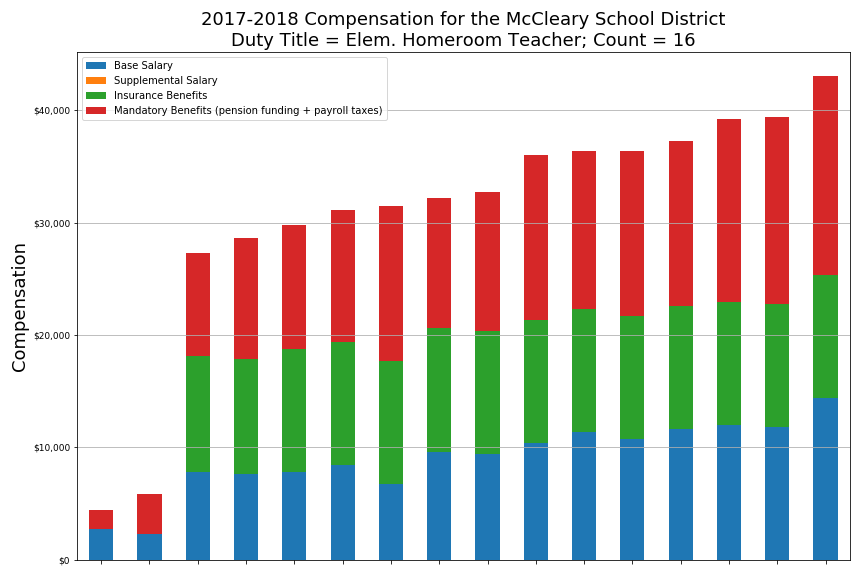 2017-2018 Compensation for the McCleary School District
Duty Title = Elem. Homeroom Teacher; Count = 16
Base Salary
Supplemental Salary
Insurance Benefits
Mandatory Benefits (pension funding + payroll taxes)
Compensation
$40,000
$30,000
$20,000
$10,000
$0